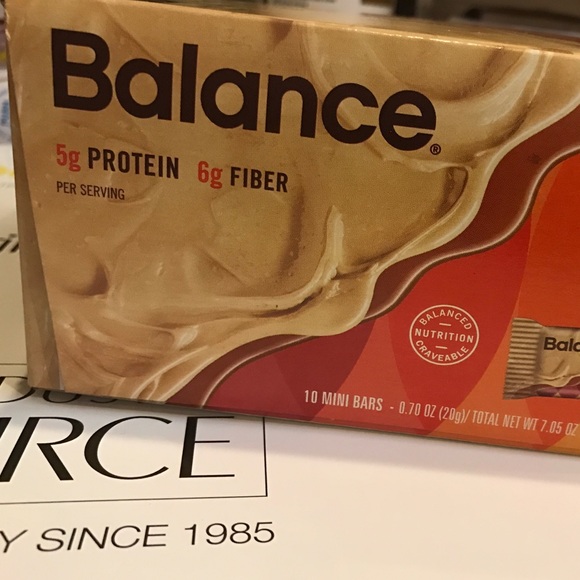 Balance®
5g PROTEIN 6g FIBER
PER SERVING
BALANCED
NUTRITION
CRAVEABLE
10 MINI BARS - 0.70 OZ (20g)/ TOTAL NET WT 7.05 OZ
Bala
RCE
Y SINCE 1985